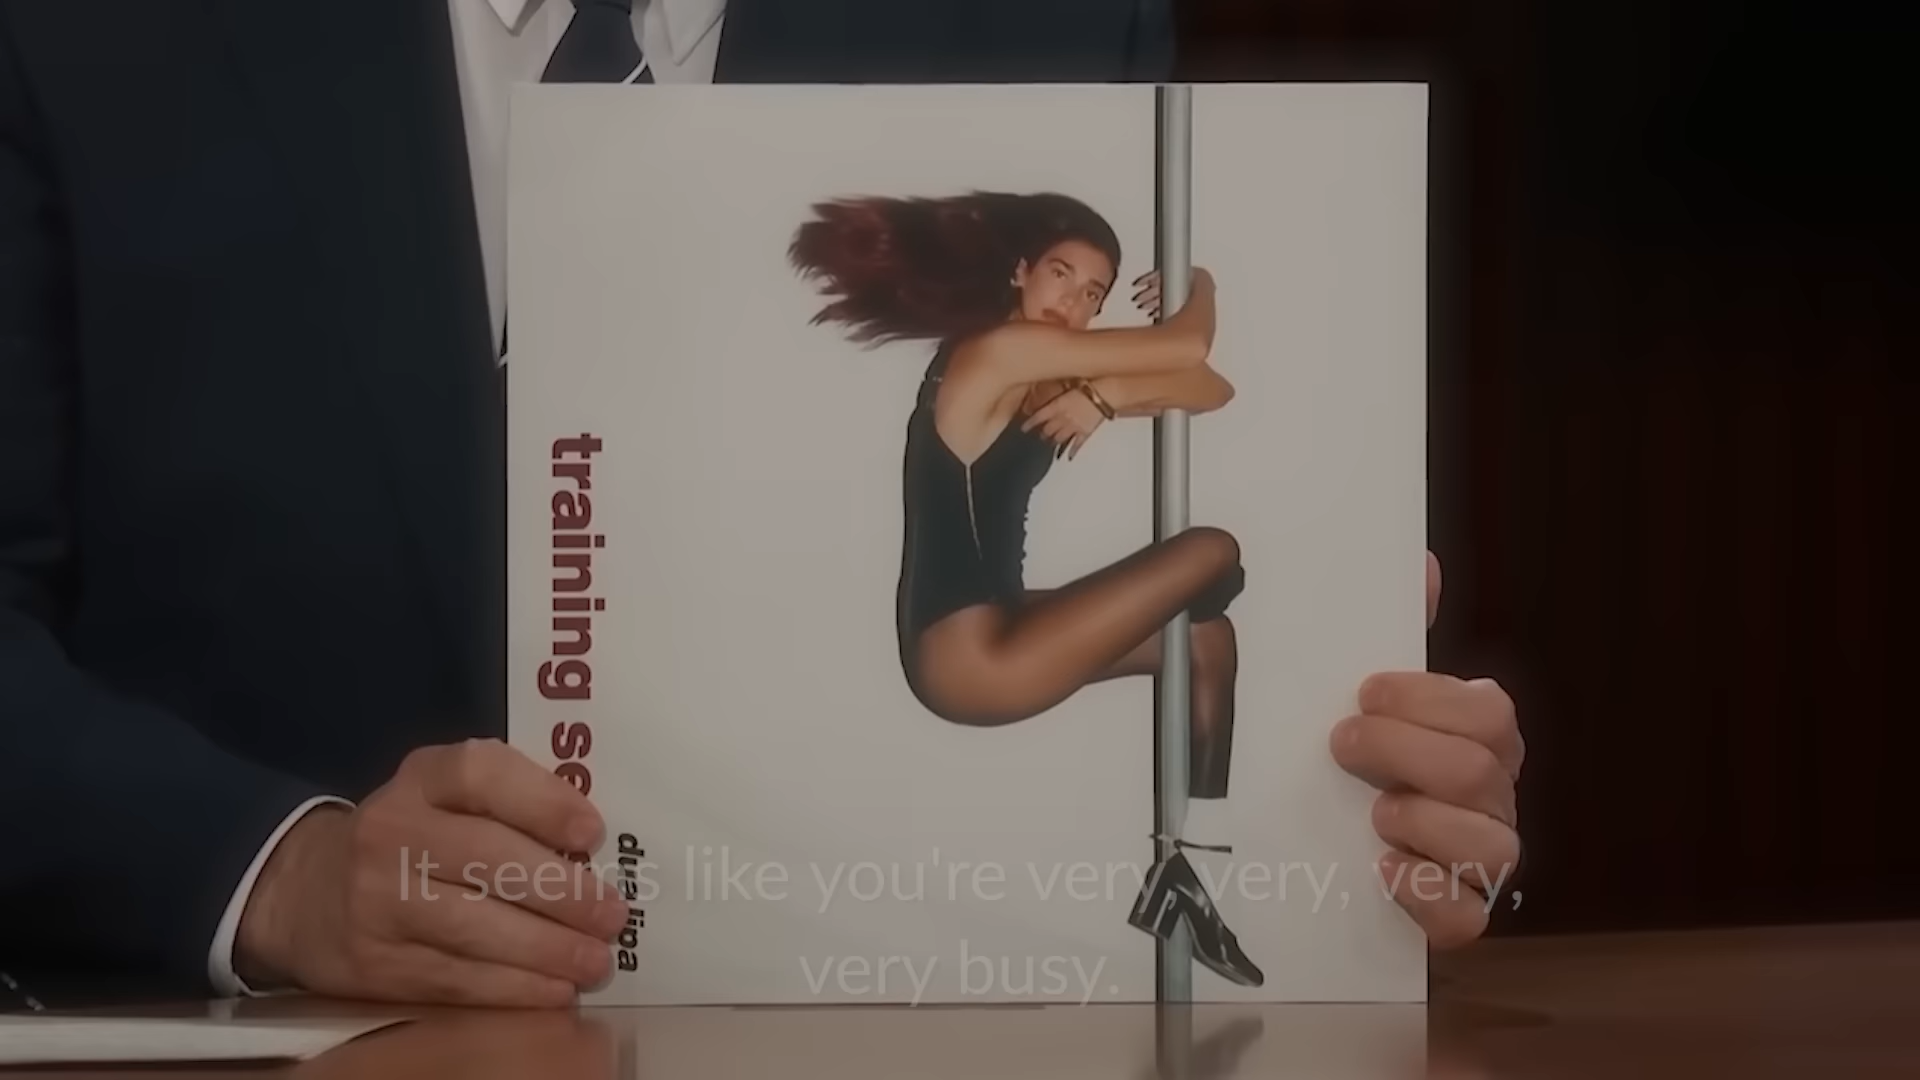 training se
dua lipa
It seems like you're very, very, very,
very busy.